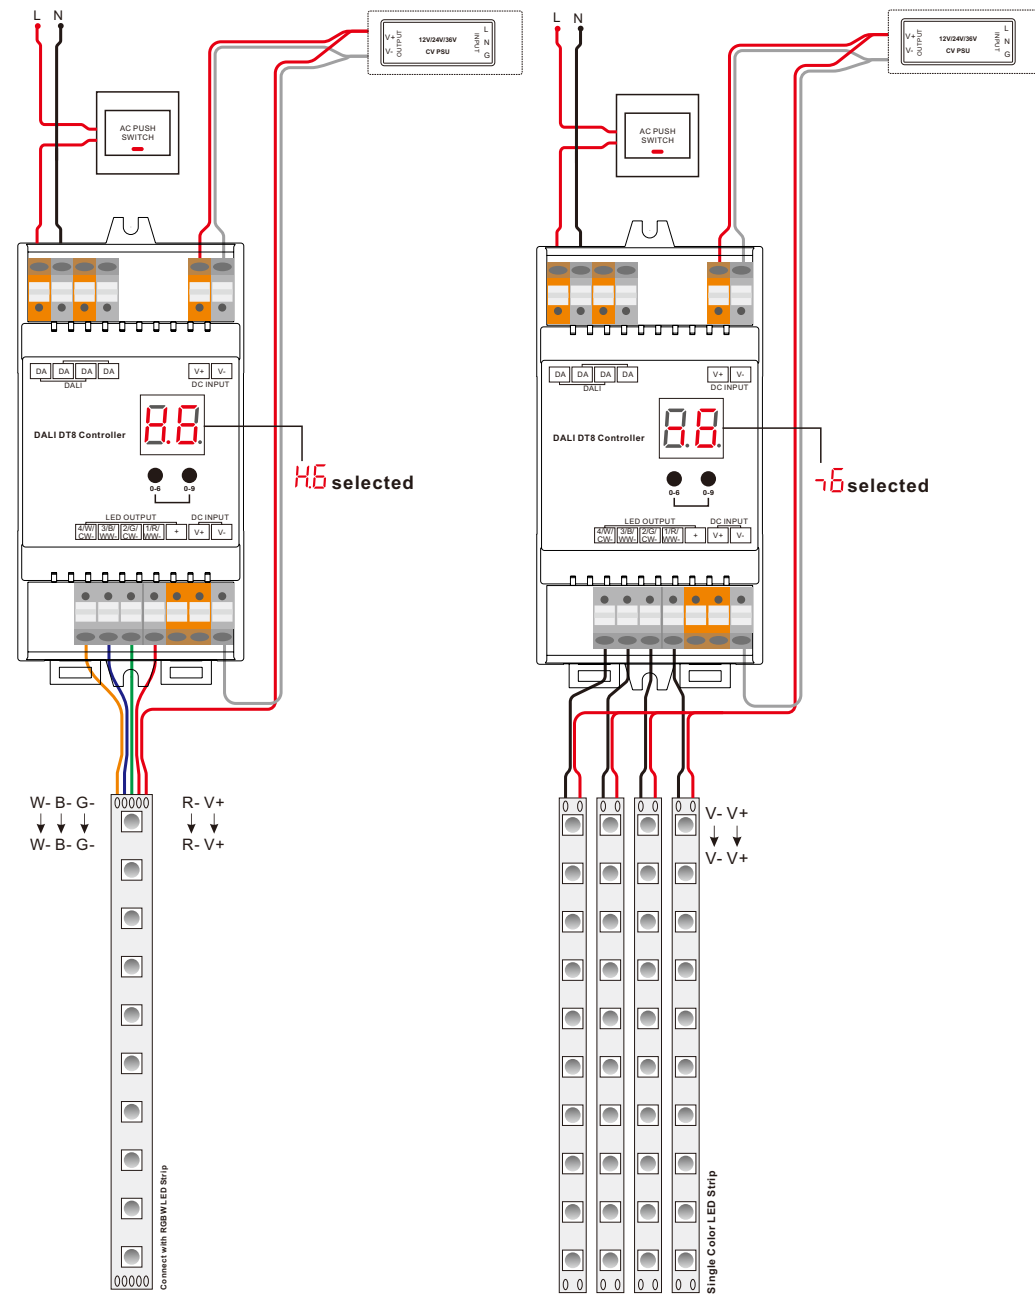 L N
AC PUSH
SWITCH
V+
V-
OUTPUT
12V/24V/36V
CV PSU
INPUT
L
N
G
DA DA DA DA
DALI
V+ V-
DC INPUT
DALI DT8 Controller
H.6.
0-6 0-9
H.6 selected
LED OUTPUT
DC INPUT
4/W/CW- 3/B/WW- 2/G/CW- 1/R/WW- + V+ V-
W- B- G-
R- V+
W- B- G-
R- V+
Connect with RGBW LED Strip
L N
AC PUSH
SWITCH
V+
V-
OUTPUT
12V/24V/36V
CV PSU
INPUT
L
N
G
DA DA DA DA
DALI
V+ V-
DC INPUT
DALI DT8 Controller
0-6 0-9
selected
LED OUTPUT
DC INPUT
4/W/CW- 3/B/WW- 2/G/CW- 1/R/WW- + V+ V-
V- V+
V- V+
Single Color LED Strip